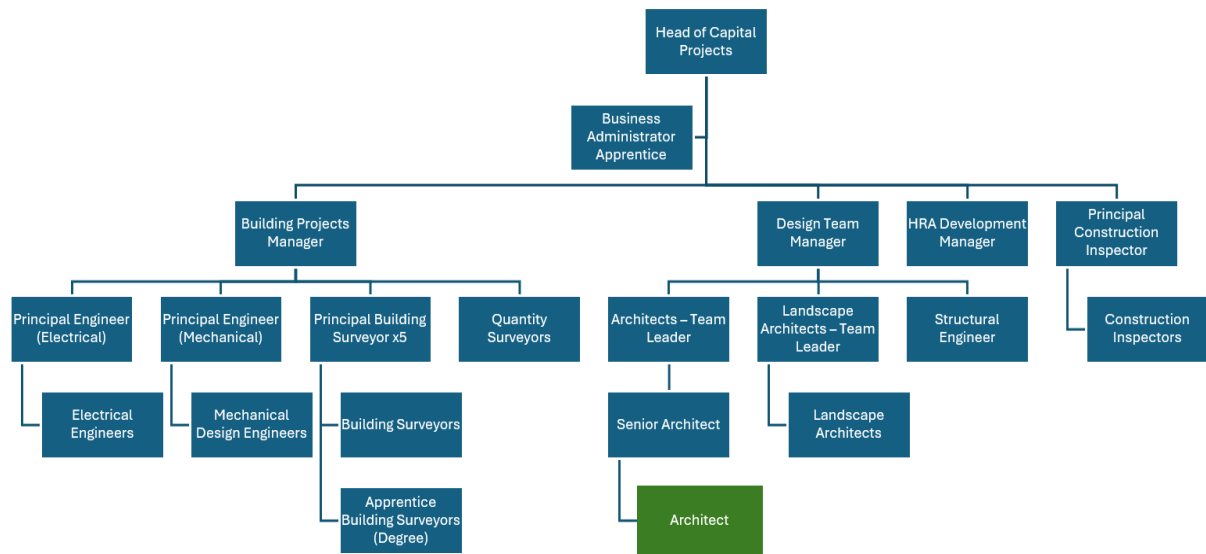 Head of Capital
Projects
Business
Administrator
Apprentice
Building Projects
Manager
Design Team
Manager
HRA Development
Manager
Principal
Construction
Inspector
Principal Engineer
(Electrical)
Principal Engineer
(Mechanical)
Principal Building
Surveyor x5
Quantity
Surveyors
Architects – Team
Leader
Landscape
Architects – Team
Leader
Structural
Engineer
Construction
Inspectors
Electrical
Engineers
Mechanical
Design Engineers
Building Surveyors
Senior Architect
Landscape
Architects
Apprentice
Building Surveyors
(Degree)
Architect